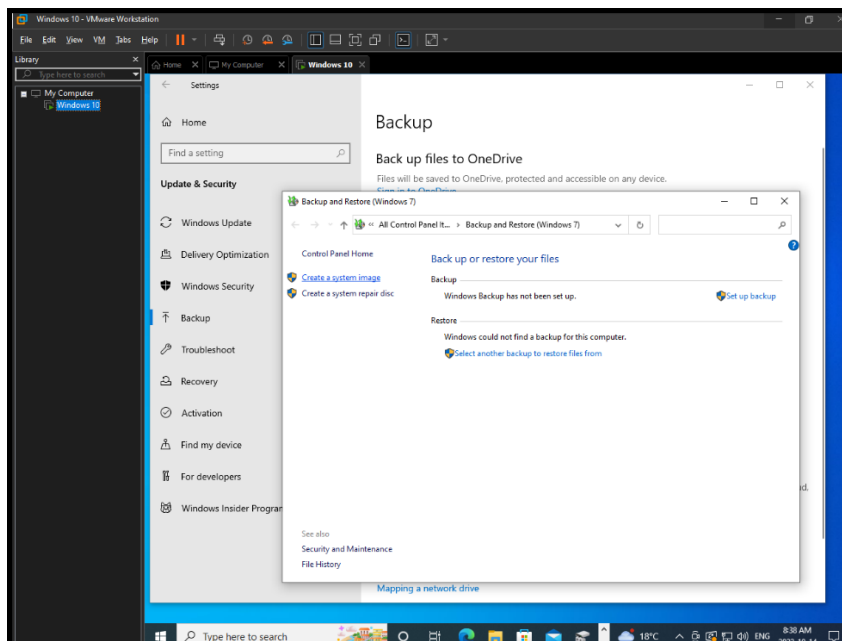 Windows 10 - VMware Workstation
File Edit View VM Tabs Help
Library
Type here to search
My Computer
Windows 10
Home My Computer Windows 10
Settings
Home
Find a setting
Update & Security
Windows Update
Delivery Optimization
Windows Security
Backup
Troubleshoot
Recovery
Activation
Find my device
For developers
Windows Insider Program
Backup
Back up files to OneDrive
Files will be saved to OneDrive, protected and accessible on any device.
Sign in to OneDrive
Backup and Restore (Windows 7)
« All Control Panel It... › Backup and Restore (Windows 7)
Control Panel Home
Create a system image
Create a system repair disc
Back up or restore your files
Backup
Windows Backup has not been set up.
Set up backup
Restore
Windows could not find a backup for this computer.
Select another backup to restore files from
See also
Security and Maintenance
File History
Mapping a network drive
Type here to search
18°C
ENG
8:38 AM